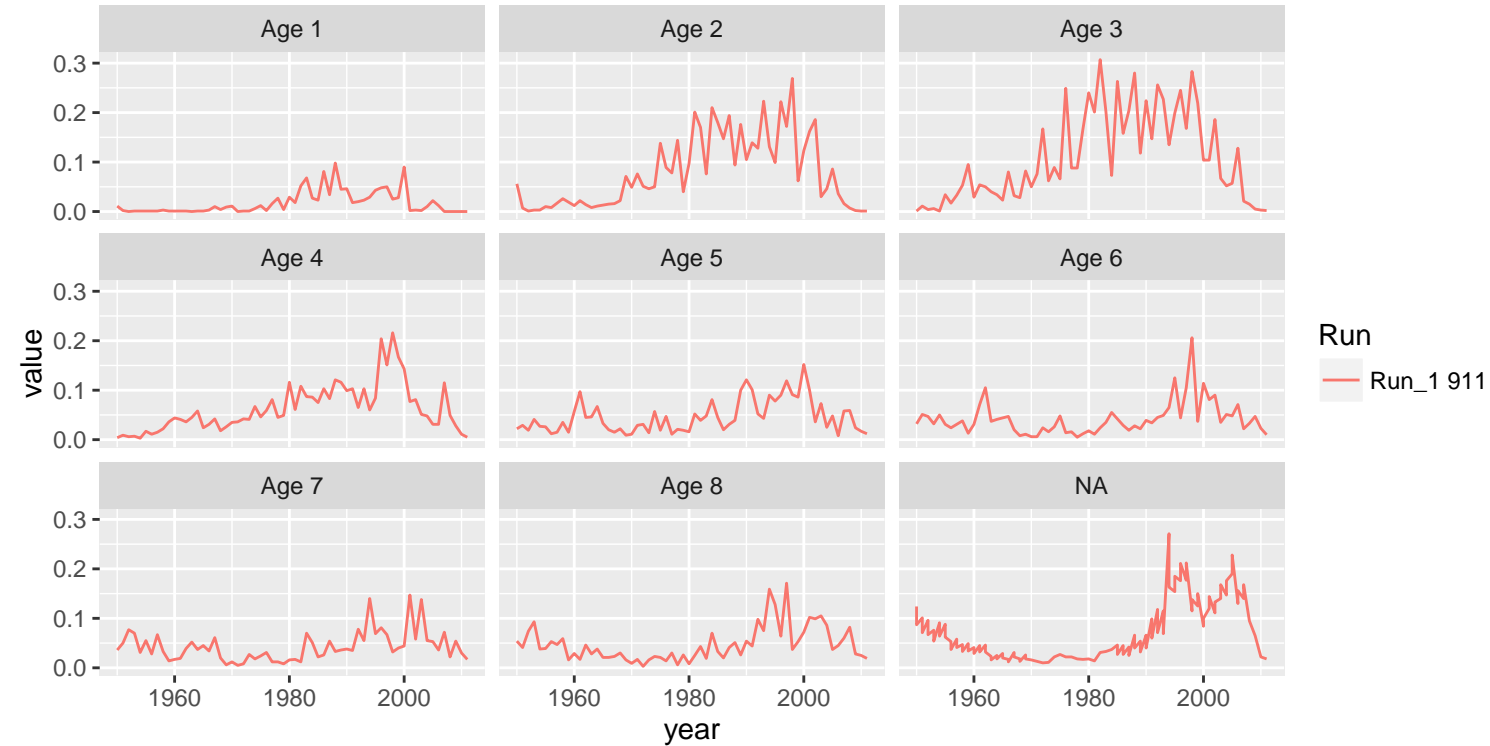 Age 1
Age 2
Age 3
0.3
0.2
0.1
0.0
Age 4
Age 5
Age 6
0.3
0.2
0.1
0.0
Age 7
Age 8
NA
0.3
0.2
0.1
0.0
1960 1980 2000
1960 1980 2000
1960 1980 2000
year
value
Run
Run_1 911